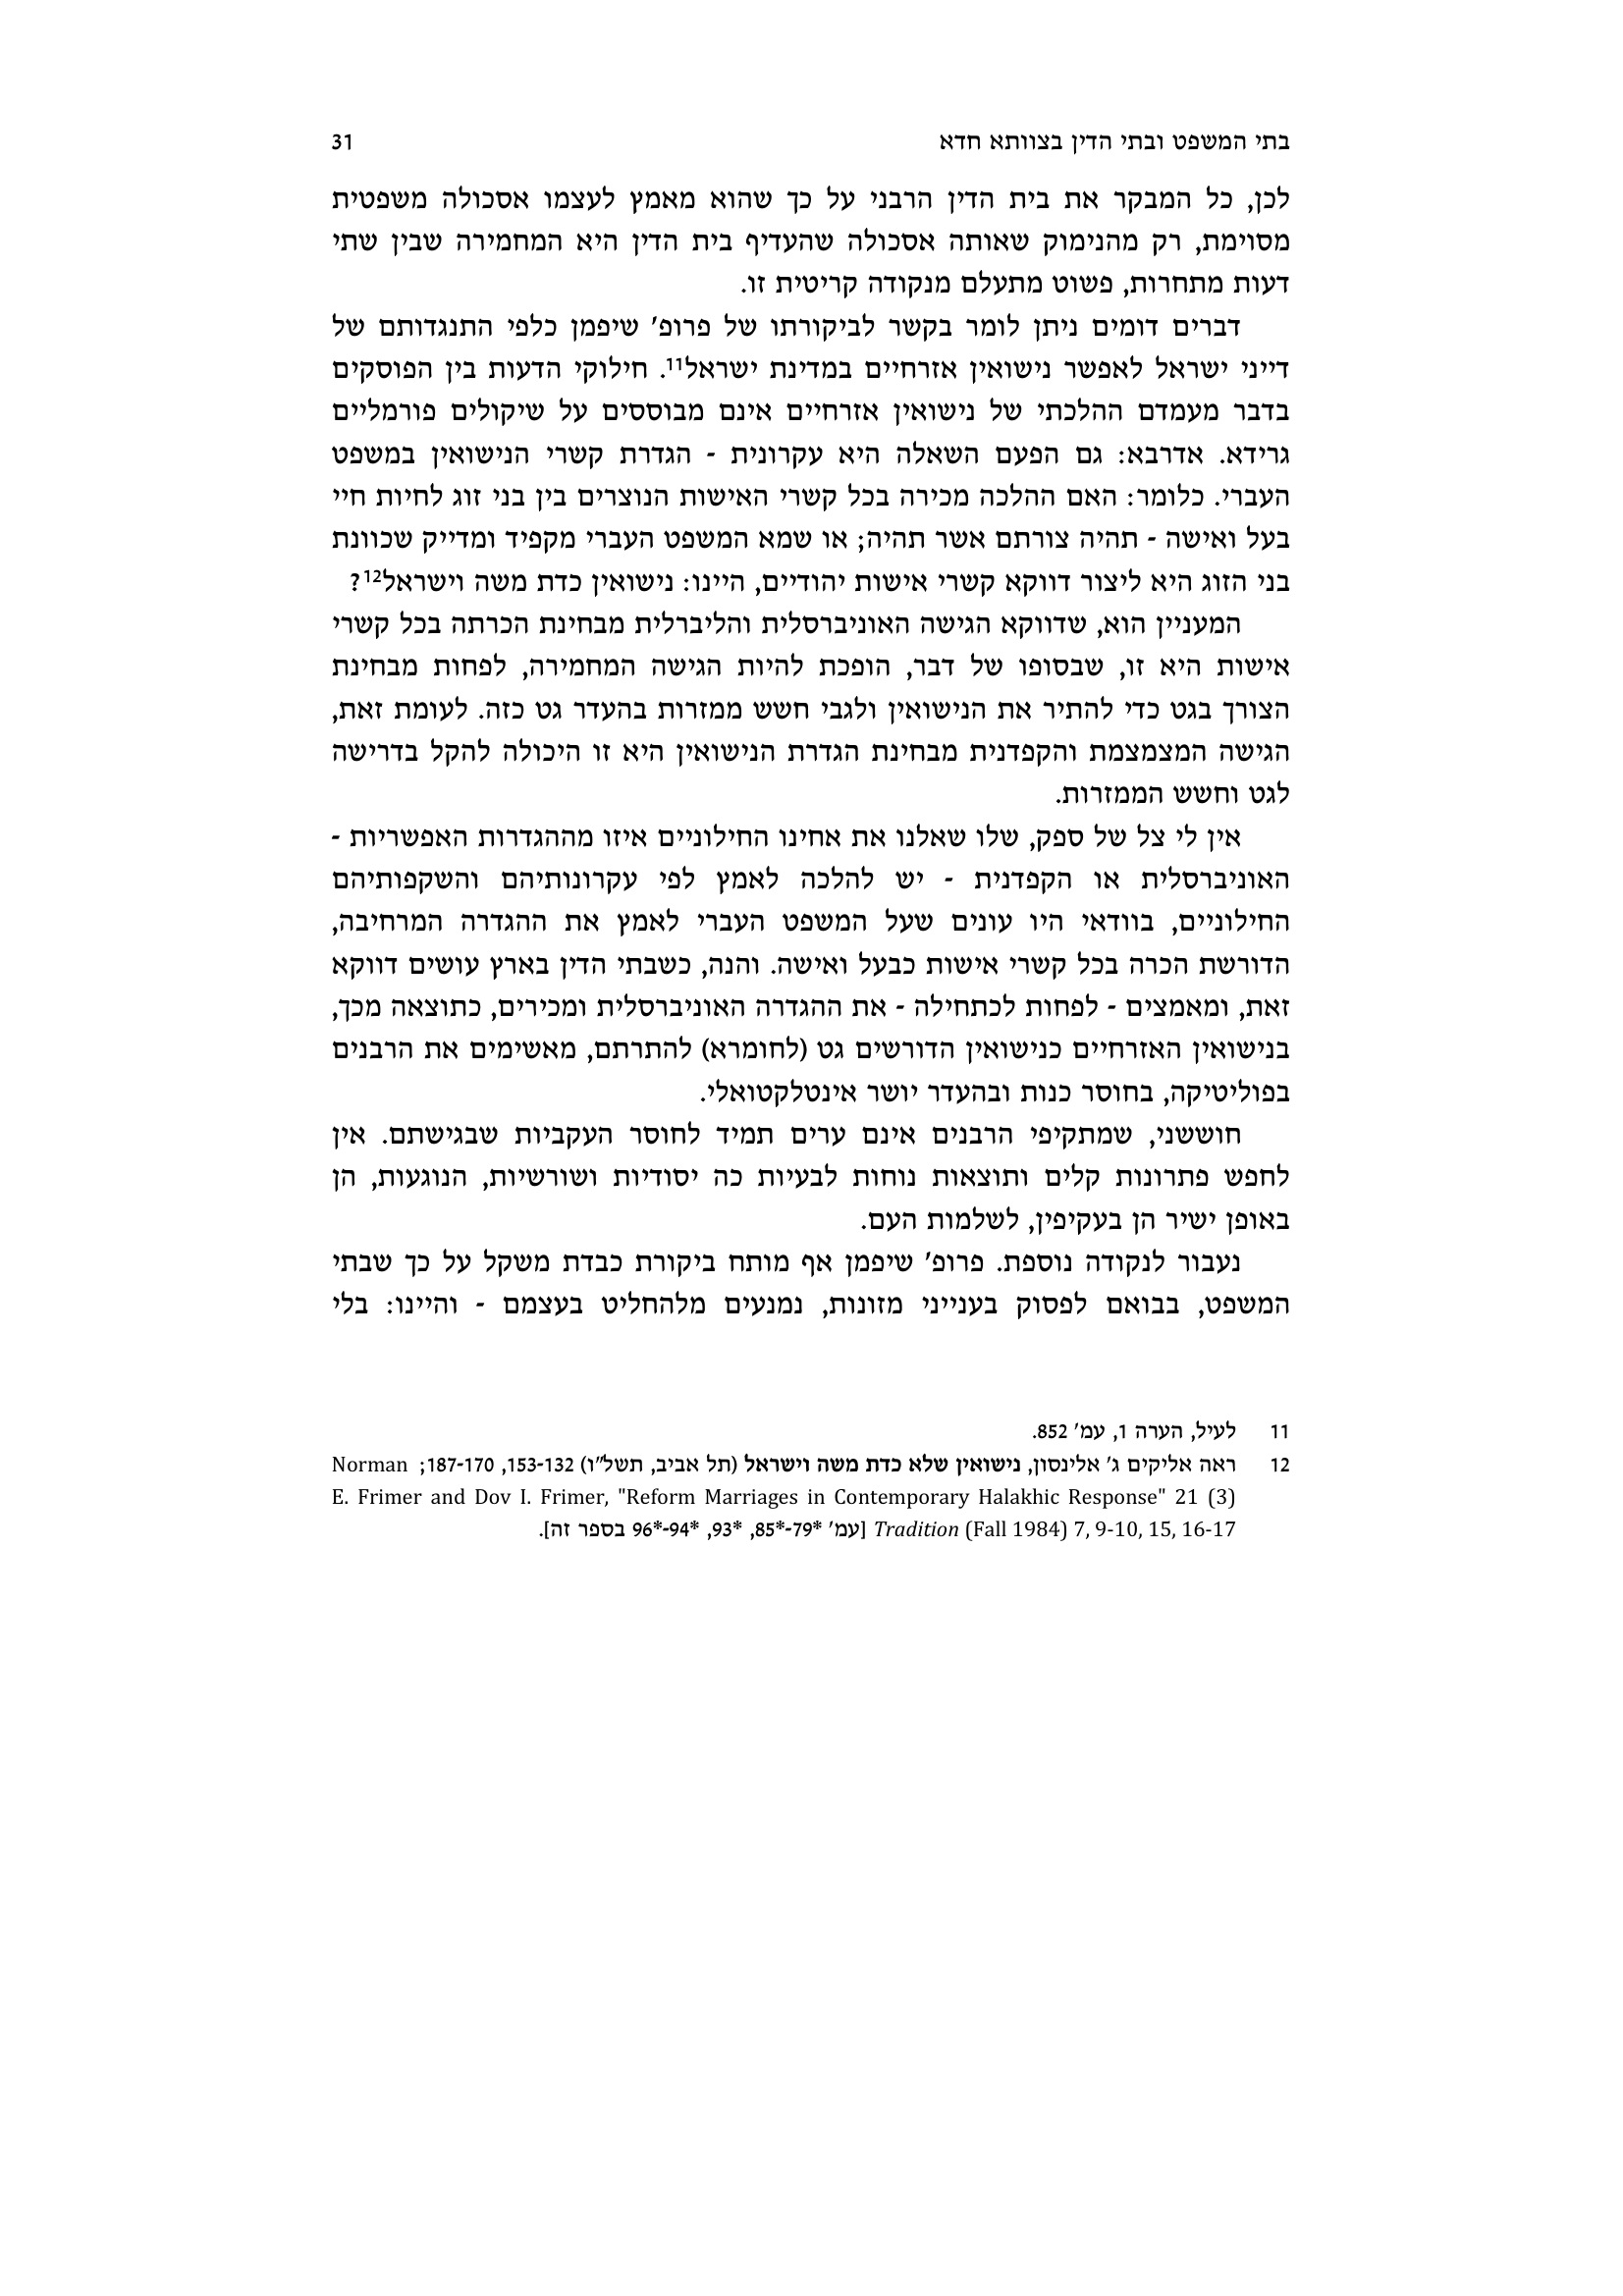 בתי המשפט ובתי הדין בצוותא חדא 31
לכן, כל המבקר את בית הדין הרבני על כך שהוא מאמץ לעצמו אסכולה משפטית
מסוימת, רק מהנימוק שאותה אסכולה שהעדיף בית הדין היא המחמירה שבין שתי
דעות מתחרות, פשוט מתעלם מנקודה קריטית זו.
דברים דומים ניתן לומר בקשר לביקורתו של פרופ' שיפמן כלפי התנגדותם של
דייני ישראל לאפשר נישואין אזרחיים במדינת ישראל11. חילוקי הדעות בין הפוסקים
בדבר מעמדם ההלכתי של נישואין אזרחיים אינם מבוססים על שיקולים פורמליים
גרידא. אדרבא: גם הפעם השאלה היא עקרונית - הגדרת קשרי הנישואין במשפט
העברי. כלומר: האם ההלכה מכירה בכל קשרי האישות הנוצרים בין בני זוג לחיות חיי
בעל ואישה - תהיה צורתם אשר תהיה; או שמא המשפט העברי מקפיד ומדייק שכוונת
בני הזוג היא ליצור דווקא קשרי אישות יהודיים, היינו: נישואין כדת משה וישראל12?
המעניין הוא, שדווקא הגישה האוניברסלית והליברלית מבחינת הכרתה בכל קשרי
אישות היא זו, שבסופו של דבר, הופכת להיות הגישה המחמירה, לפחות מבחינת
הצורך בגט כדי להתיר את הנישואין ולגבי חשש ממזרות בהעדר גט כזה. לעומת זאת,
הגישה המצמצמת והקפדנית מבחינת הגדרת הנישואין היא זו היכולה להקל בדרישה
לגט וחשש הממזרות.
אין לי צל של ספק, שלו שאלנו את אחינו החילוניים איזו מההגדרות האפשריות -
האוניברסלית או הקפדנית - יש להלכה לאמץ לפי עקרונותיהם והשקפותיהם
החילוניים, בוודאי היו עונים שעל המשפט העברי לאמץ את ההגדרה המרחיבה,
הדורשת הכרה בכל קשרי אישות כבעל ואישה. והנה, כשבתי הדין בארץ עושים דווקא
זאת, ומאמצים - לפחות לכתחילה - את ההגדרה האוניברסלית ומכירים, כתוצאה מכך,
בנישואין האזרחיים כנישואין הדורשים גט (לחומרא) להתרתם, מאשימים את הרבנים
בפוליטיקה, בחוסר כנות ובהעדר יושר אינטלקטואלי.
חוששני, שמתקיפי הרבנים אינם ערים תמיד לחוסר העקביות שבגישתם. אין
לחפש פתרונות קלים ותוצאות נוחות לבעיות כה יסודיות ושורשיות, הנוגעות, הן
באופן ישיר הן בעקיפין, לשלמות העם.
נעבור לנקודה נוספת. פרופ' שיפמן אף מותח ביקורת כבדת משקל על כך שבתי
המשפט, בבואם לפסוק בענייני מזונות, נמנעים מלהחליט בעצמם - והיינו: בלי
11 לעיל, הערה 1, עמ' 852.
12 ראה אליקים ג' אלינסון, נישואין שלא כדת משה וישראל (תל אביב, תשל"ו) 153-132, 187-170; Norman
E. Frimer and Dov I. Frimer, "Reform Marriages in Contemporary Halakhic Response" 21 (3)
Tradition (Fall 1984) 7, 9-10, 15, 16-17 [עמ' *79-*85, *93, *94-*96 בספר זה].